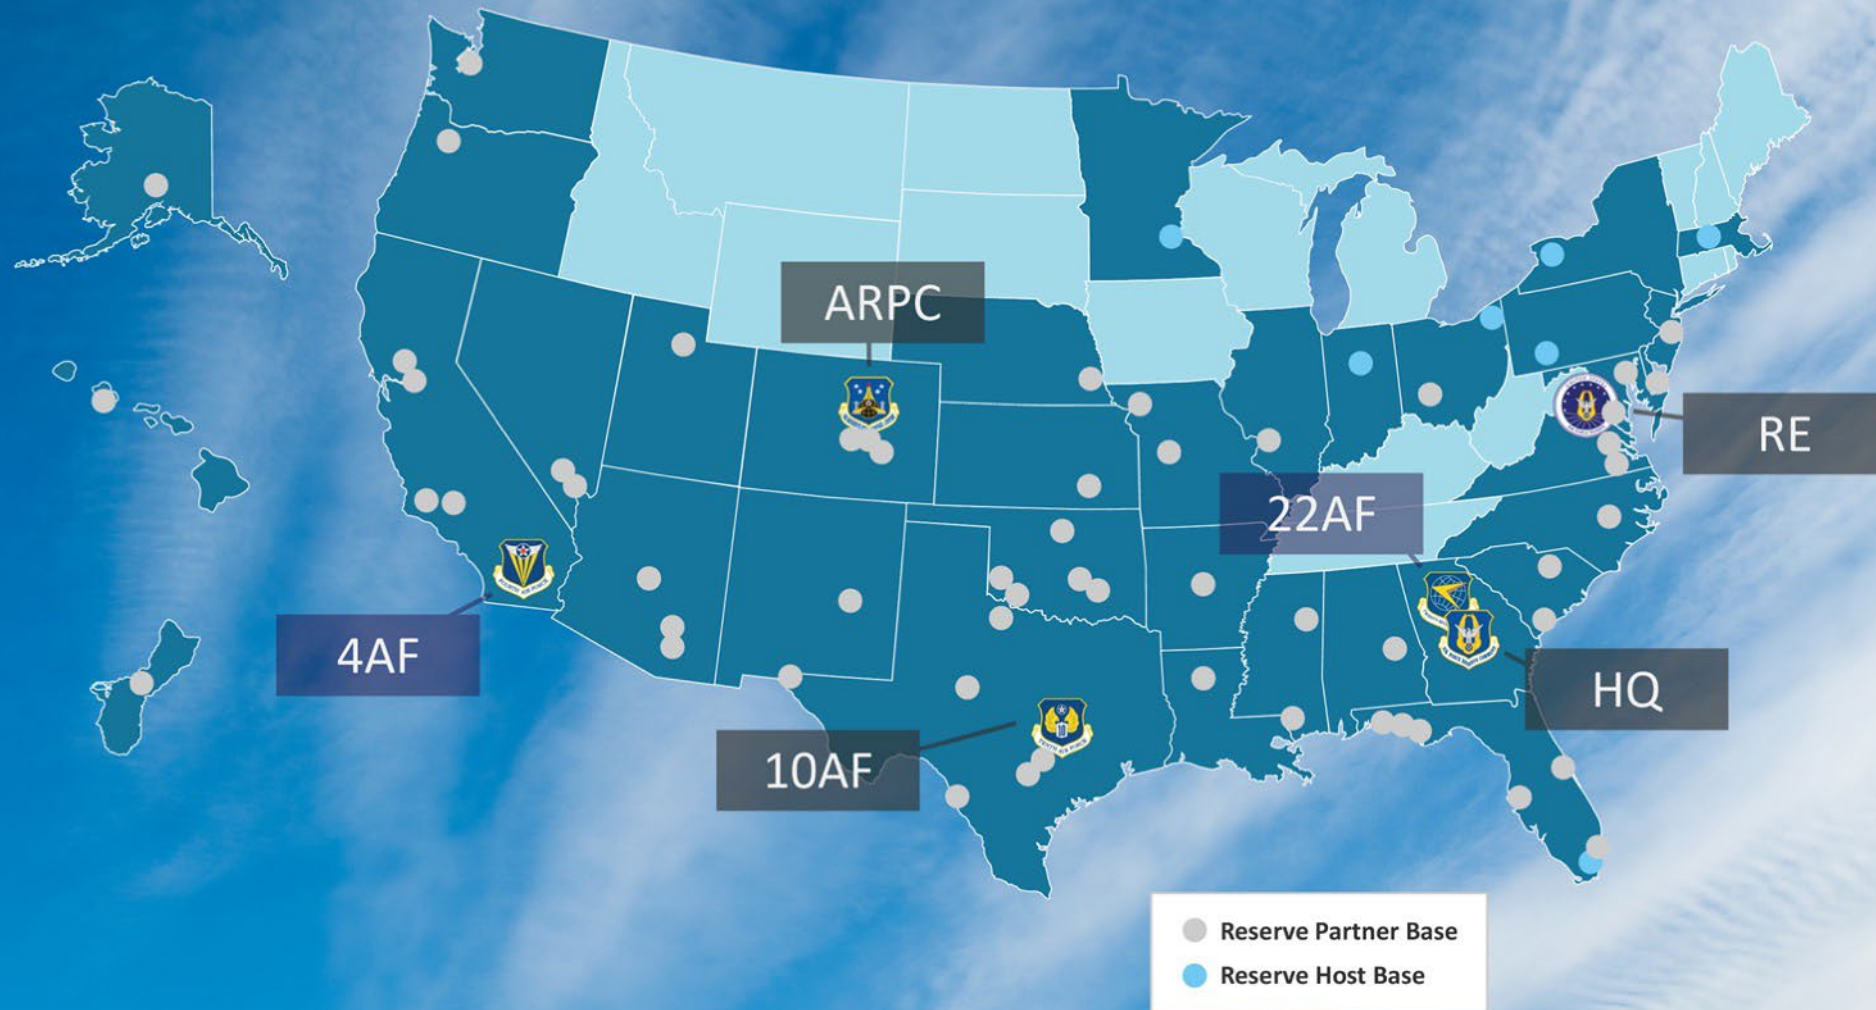 ARPC
RE
22AF
4AF
HQ
10AF
Reserve Partner Base
Reserve Host Base